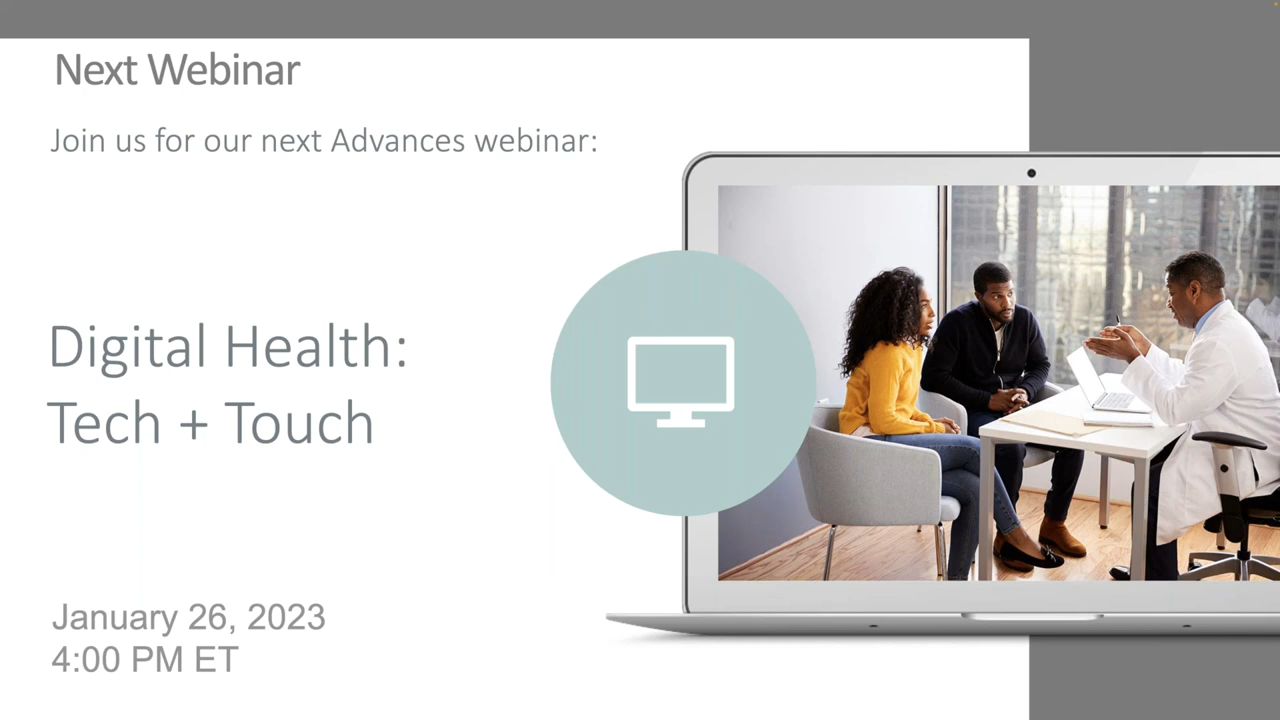 Next Webinar
Join us for our next Advances webinar:
Digital Health:
Tech + Touch
January 26, 2023
4:00 PM ET